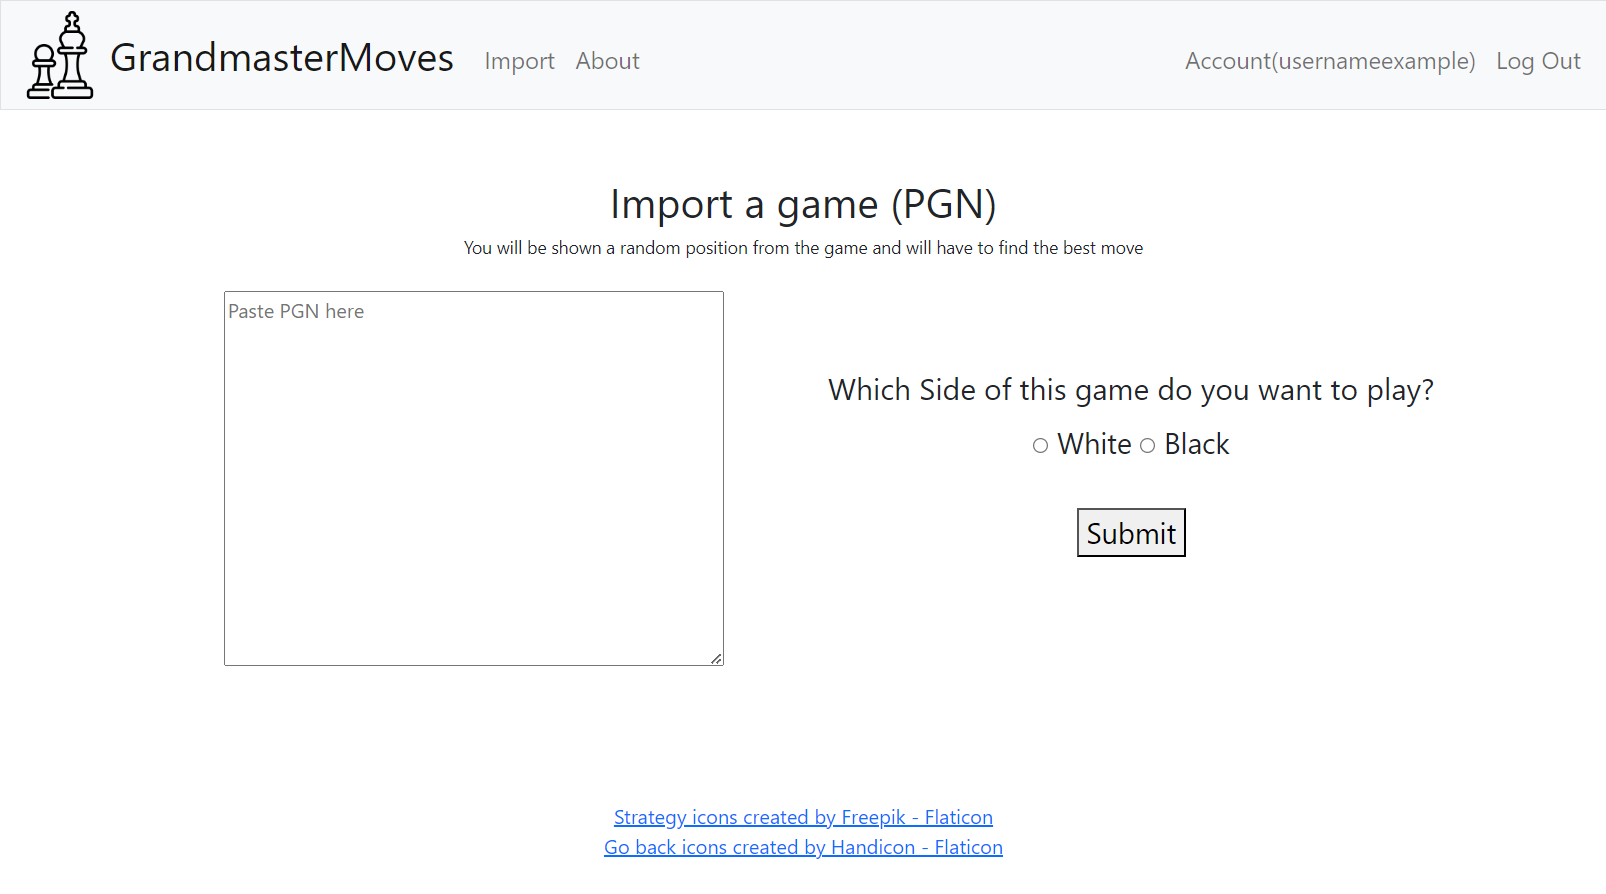 GrandmasterMoves Import About Account(usernameexample) Log Out
Import a game (PGN)
You will be shown a random position from the game and will have to find the best move
Paste PGN here
Which Side of this game do you want to play?
White Black
Submit
Strategy icons created by Freepik - Flaticon
Go back icons created by Handicon - Flaticon